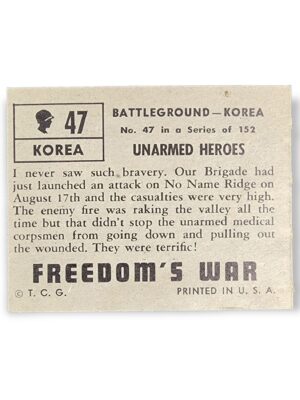 47
KOREA
BATTLEGROUND—KOREA
No. 47 in a Series of 152
UNARMED HEROES
I never saw such bravery. Our Brigade had
just launched an attack on No Name Ridge on
August 17th and the casualties were very high.
The enemy fire was raking the valley all the
time but that didn't stop the unarmed medical
corpsmen from going down and pulling out
the wounded. They were terrific!
FREEDOM'S WAR
© T. C. G.
PRINTED IN U. S. A.